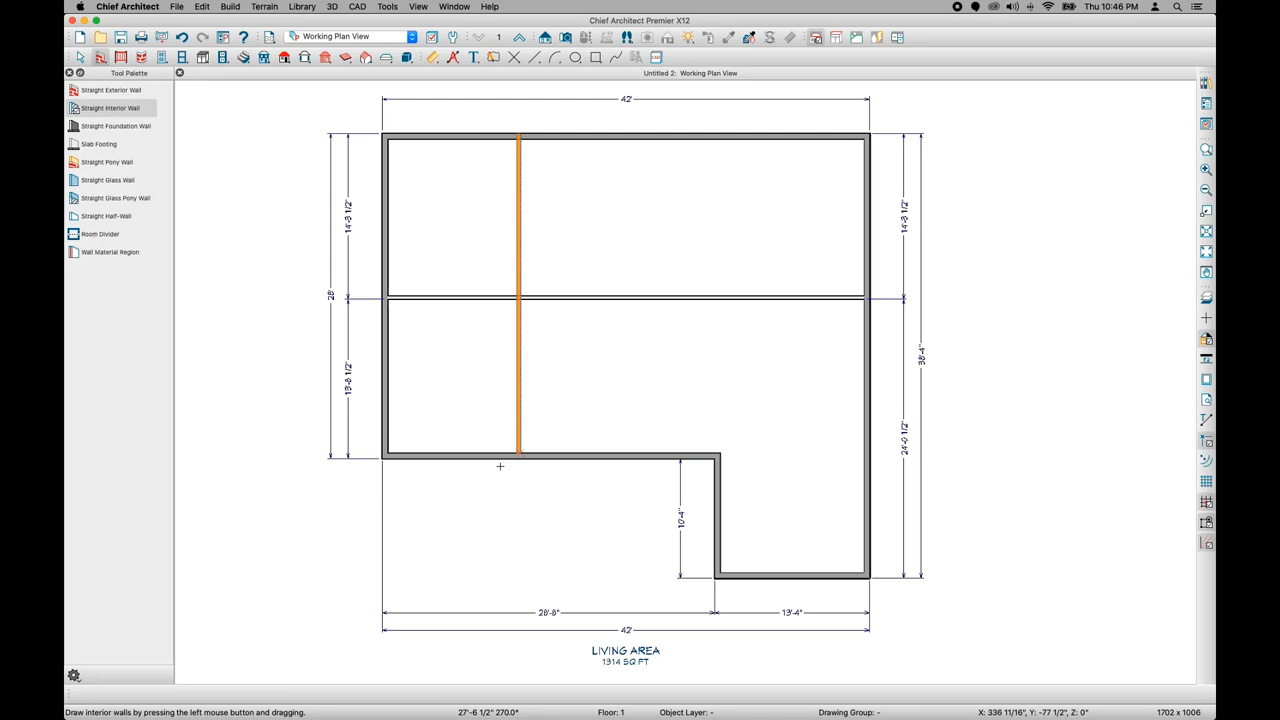 Chief Architect File Edit Build Terrain Library 3D CAD Tools View Window Help
Thu 10:46 PM
Chief Architect Premier X12
Working Plan View
1
Tool Palette
Untitled 2: Working Plan View
Straight Exterior Wall
Straight Interior Wall
Straight Foundation Wall
Slab Footing
Straight Pony Wall
Straight Glass Wall
Straight Glass Pony Wall
Straight Half-Wall
Room Divider
Wall Material Region
42'
14'-3 1/2"
14'-3 1/2"
28'
38'-4"
13'-8 1/2"
24'-0 1/2"
10'-4"
28'-8"
13'-4"
42'
LIVING AREA
1314 SQ FT
Draw interior walls by pressing the left mouse button and dragging.
27'-6 1/2" 270.0°
Floor: 1
Object Layer: -
Drawing Group: -
X: 336 11/16", Y: -77 1/2", Z: 0"
1702 x 1006